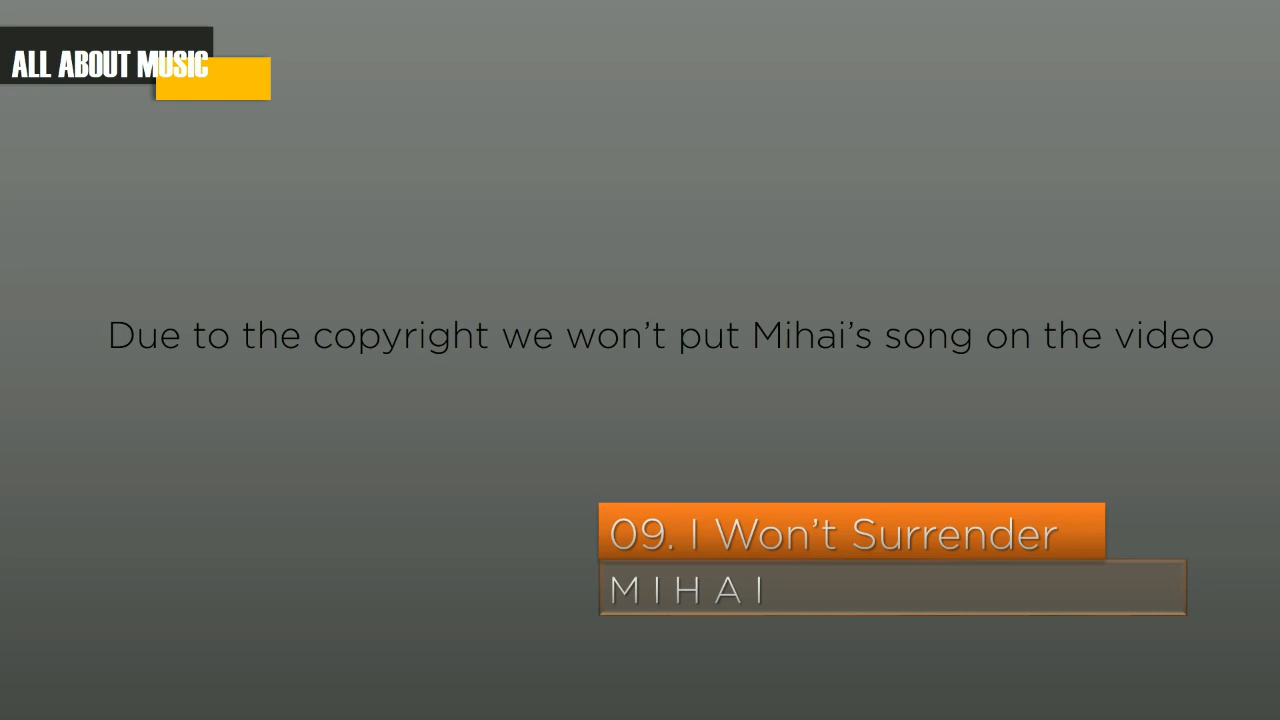 ALL ABOUT MUSIC
Due to the copyright we won't put Mihai's song on the video
09. I Won't Surrender
MIHAI